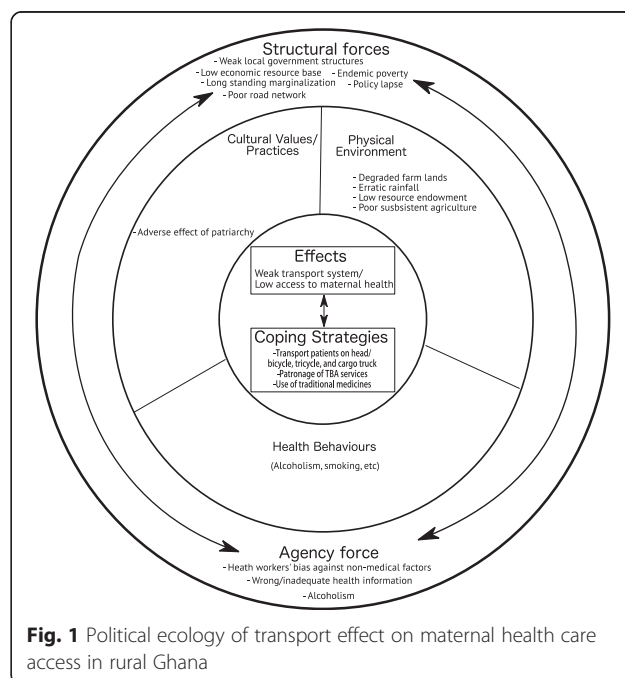 Structural forces
- Weak local government structures
- Low economic resource base
- Endemic poverty
- Long standing marginalization
- Policy lapse
- Poor road network
Cultural Values/
Practices
Physical
Environment
- Degraded farm lands
- Erratic rainfall
- Low resource endowment
- Poor susbsistent agriculture
- Adverse effect of patriarchy
Effects
Weak transport system/
Low access to maternal health
Coping Strategies
-Transport patients on head/
bicycle, tricycle, and cargo truck
-Patronage of TBA services
-Use of traditional medicines
Health Behaviours
(Alcoholism, smoking, etc)
Agency force
- Heath workers' bias against non-medical factors
- Wrong/inadequate health information
- Alcoholism
Fig. 1 Political ecology of transport effect on maternal health care
access in rural Ghana